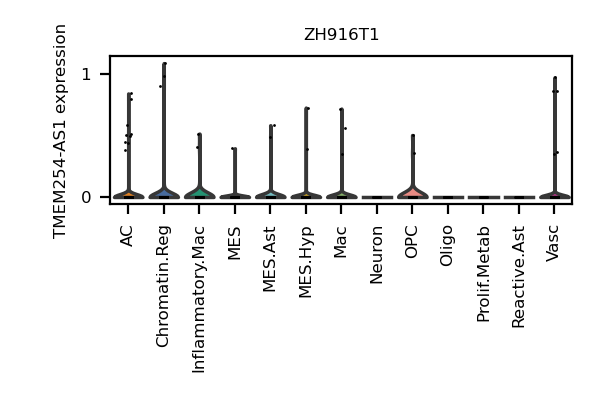 ZH916T1
TMEM254-AS1 expression
1
0
AC
Chromatin.Reg
Inflammatory.Mac
MES
MES.Ast
MES.Hyp
Mac
Neuron
OPC
Oligo
Prolif.Metab
Reactive.Ast
Vasc